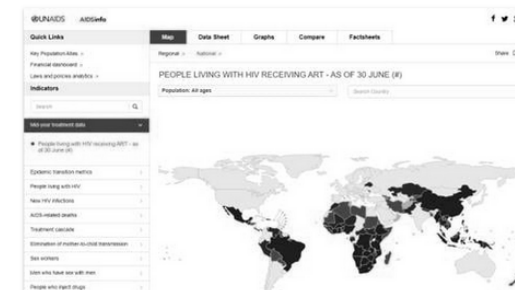 UNAIDS AIDSinfo
Quick Links
Key Population Atlas
Financial dashboard
Laws and policies analytics
Indicators
Search
Mid-year treatment data
People living with HIV receiving ART - as of 30 June (#)
Epidemic transition metrics
People living with HIV
New HIV infections
AIDS-related deaths
Treatment cascade
Elimination of mother-to-child transmission
Sex workers
Men who have sex with men
People who inject drugs
Map Data Sheet Graphs Compare Factsheets
Regional National Share
PEOPLE LIVING WITH HIV RECEIVING ART - AS OF 30 JUNE (#)
Population: All ages Search Country